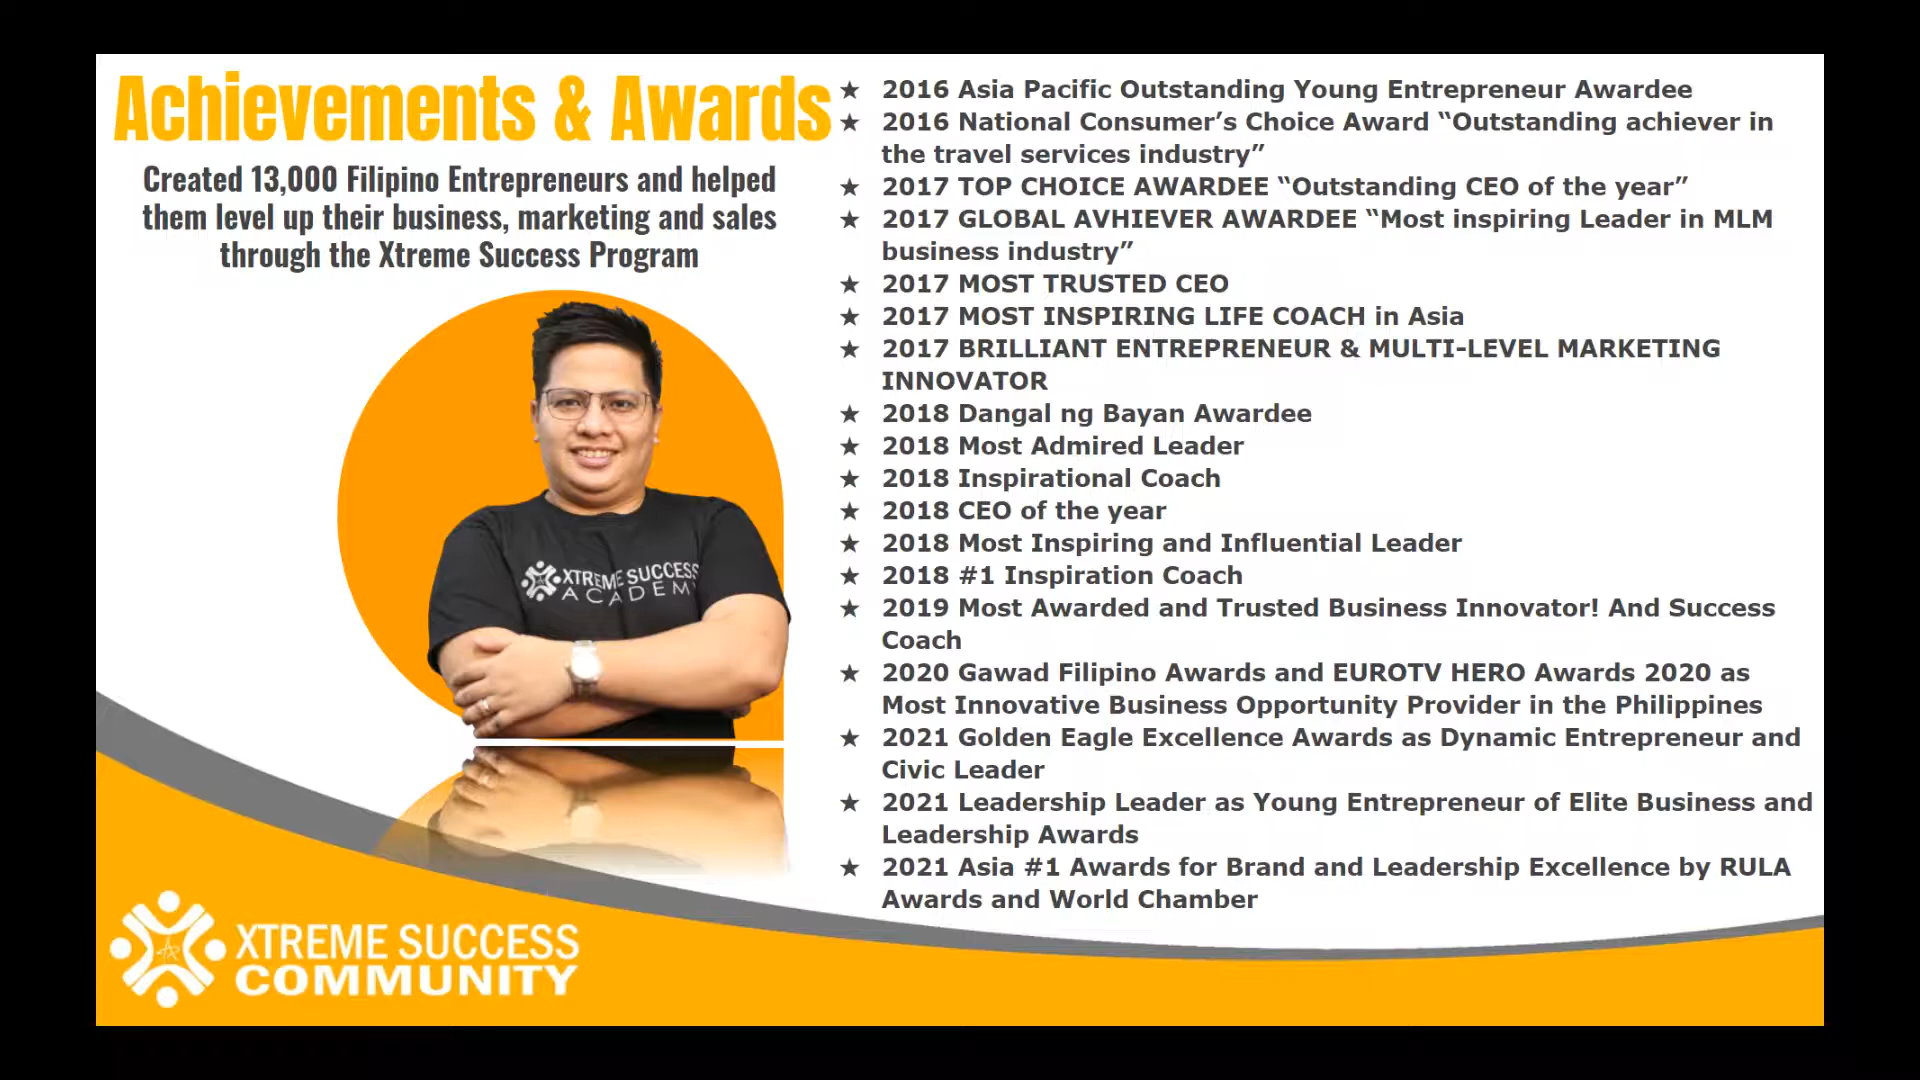 Achievements & Awards
Created 13,000 Filipino Entrepreneurs and helped
them level up their business, marketing and sales
through the Xtreme Success Program
XTREME SUCCESS
ACADEM
★ 2016 Asia Pacific Outstanding Young Entrepreneur Awardee
★ 2016 National Consumer’s Choice Award “Outstanding achiever in
the travel services industry”
★ 2017 TOP CHOICE AWARDEE “Outstanding CEO of the year”
★ 2017 GLOBAL AVHIEVER AWARDEE “Most inspiring Leader in MLM
business industry”
★ 2017 MOST TRUSTED CEO
★ 2017 MOST INSPIRING LIFE COACH in Asia
★ 2017 BRILLIANT ENTREPRENEUR & MULTI-LEVEL MARKETING
INNOVATOR
★ 2018 Dangal ng Bayan Awardee
★ 2018 Most Admired Leader
★ 2018 Inspirational Coach
★ 2018 CEO of the year
★ 2018 Most Inspiring and Influential Leader
★ 2018 #1 Inspiration Coach
★ 2019 Most Awarded and Trusted Business Innovator! And Success
Coach
★ 2020 Gawad Filipino Awards and EUROTV HERO Awards 2020 as
Most Innovative Business Opportunity Provider in the Philippines
★ 2021 Golden Eagle Excellence Awards as Dynamic Entrepreneur and
Civic Leader
★ 2021 Leadership Leader as Young Entrepreneur of Elite Business and
Leadership Awards
★ 2021 Asia #1 Awards for Brand and Leadership Excellence by RULA
Awards and World Chamber
XTREME SUCCESS
COMMUNITY